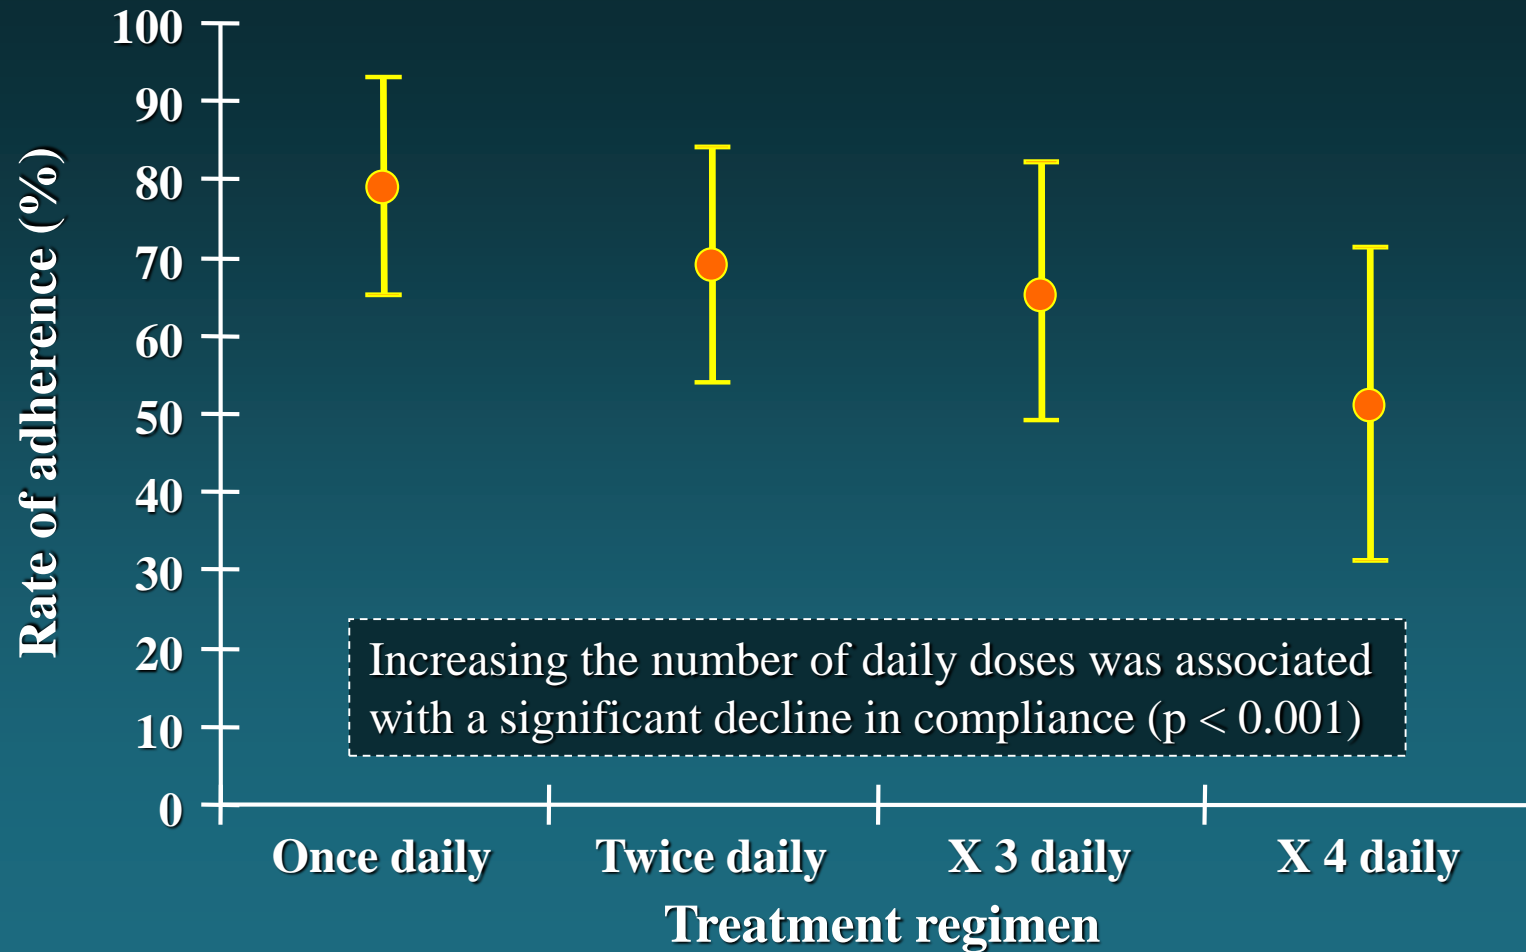 100
90
80
70
60
50
40
30
20
10
0
Rate of adherence (%)
Increasing the number of daily doses was associated
with a significant decline in compliance (p < 0.001)
Once daily
Twice daily
X 3 daily
X 4 daily
Treatment regimen